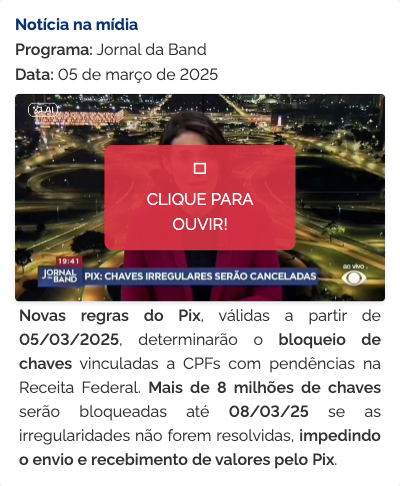 Notícia na mídia
Programa: Jornal da Band
Data: 05 de março de 2025
CLIQUE PARA
OUVIR!
19:41
JORNAL DA BAND
PIX: CHAVES IRREGULARES SERÃO CANCELADAS
AO VIVO
Novas regras do Pix, válidas a partir de
05/03/2025, determinarão o bloqueio de
chaves vinculadas a CPFs com pendências na
Receita Federal. Mais de 8 milhões de chaves
serão bloqueadas até 08/03/25 se as
irregularidades não forem resolvidas, impedindo
o envio e recebimento de valores pelo Pix.